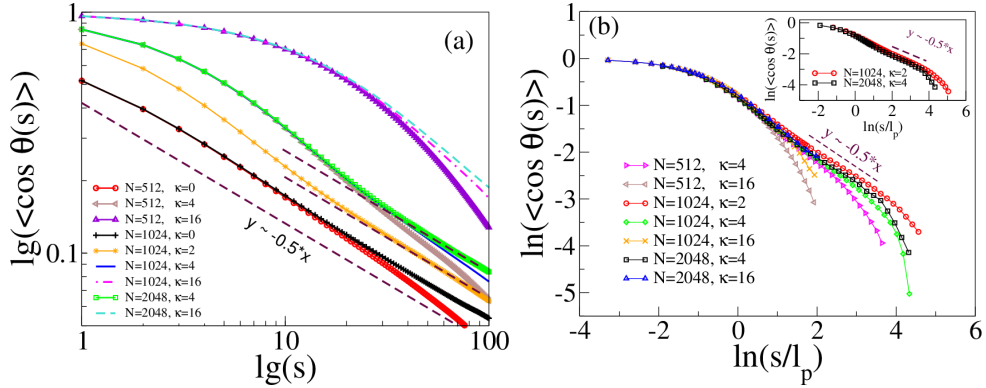 (a)
1
0.1
lg(<cos θ(s)>)
N=512, κ=0
N=512, κ=4
N=512, κ=16
N=1024, κ=0
N=1024, κ=2
N=1024, κ=4
N=1024, κ=16
N=2048, κ=4
N=2048, κ=16
y ~ -0.5*x
1 10 100
lg(s)
(b)
1
0
-1
-2
-3
-4
-5
ln(<cos θ(s)>)
y ~ -0.5*x
N=512, κ=4
N=512, κ=16
N=1024, κ=2
N=1024, κ=4
N=1024, κ=16
N=2048, κ=4
N=2048, κ=16
-4 -2 0 2 4 6
ln(s/lp)
0
-2
-4
ln(<cos θ(s)>)
y ~ -0.5*x
N=1024, κ=2
N=2048, κ=4
-2 0 2 4 6
ln(s/lp)